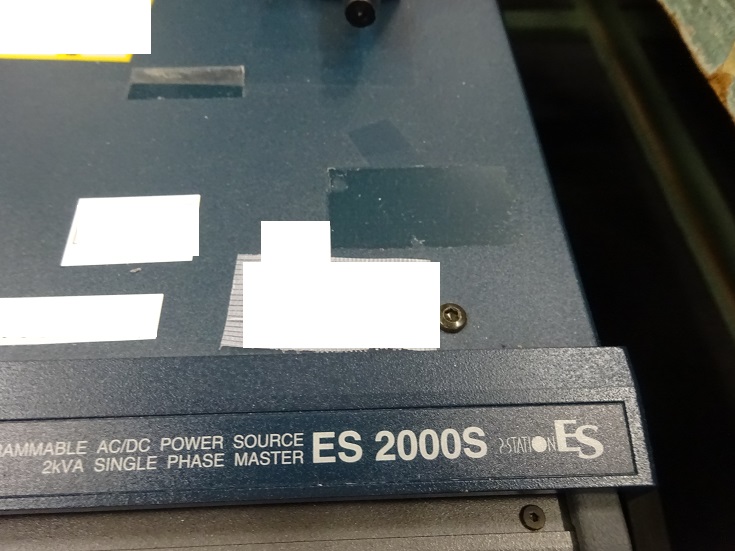 RAMMABLE AC/DC POWER SOURCE
2kVA SINGLE PHASE MASTER
ES 2000S
P-STATION ES